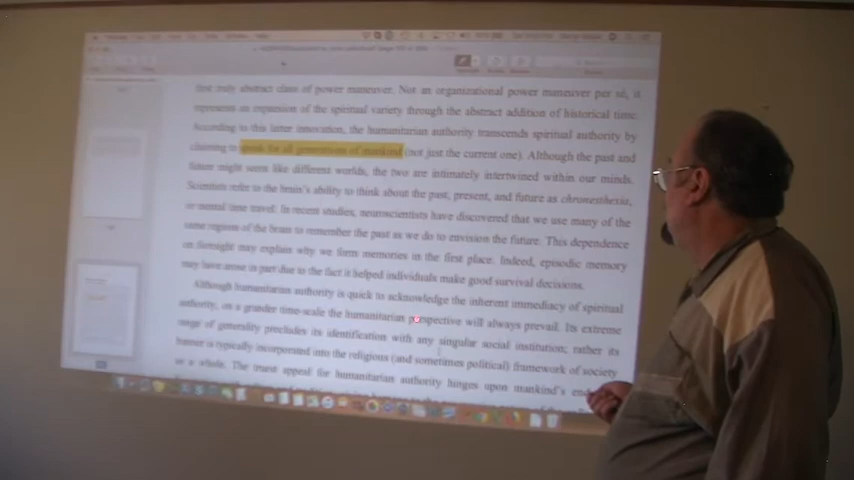 first truly abstract class of power maneuver. Not an organizational power maneuver per se, it
represents an expansion of the spiritual variety through the abstract addition of historical time.
According to this latter innovation, the humanitarian authority transcends spiritual authority by
claiming to speak for all generations of mankind (not just the current one). Although the past and
future might seem like different worlds, the two are intimately intertwined within our minds.
Scientists refer to the brain's ability to think about the past, present, and future as chronesthesia,
or mental time travel. In recent studies, neuroscientists have discovered that we use many of the
same regions of the brain to remember the past as we do to envision the future. This dependence
on foresight may explain why we form memories in the first place. Indeed, episodic memory
may have arose in part due to the fact it helped individuals make good survival decisions.
Although humanitarian authority is quick to acknowledge the inherent immediacy of spiritual
authority, on a grander time-scale the humanitarian perspective will always prevail. Its extreme
range of generality precludes its identification with any singular social institution; rather its
banner is typically incorporated into the religious (and sometimes political) framework of society
as a whole. The truest appeal for humanitarian authority hinges upon mankind's